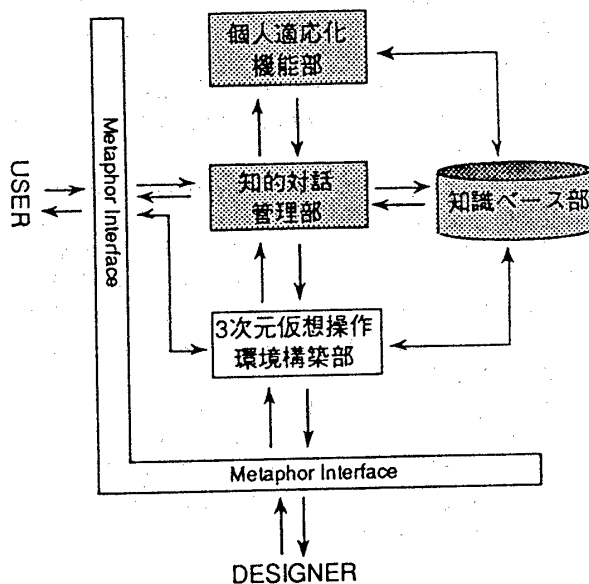 個人適応化
機能部
USER
Metaphor Interface
知的対話
管理部
知識ベース部
3次元仮想操作
環境構築部
Metaphor Interface
DESIGNER